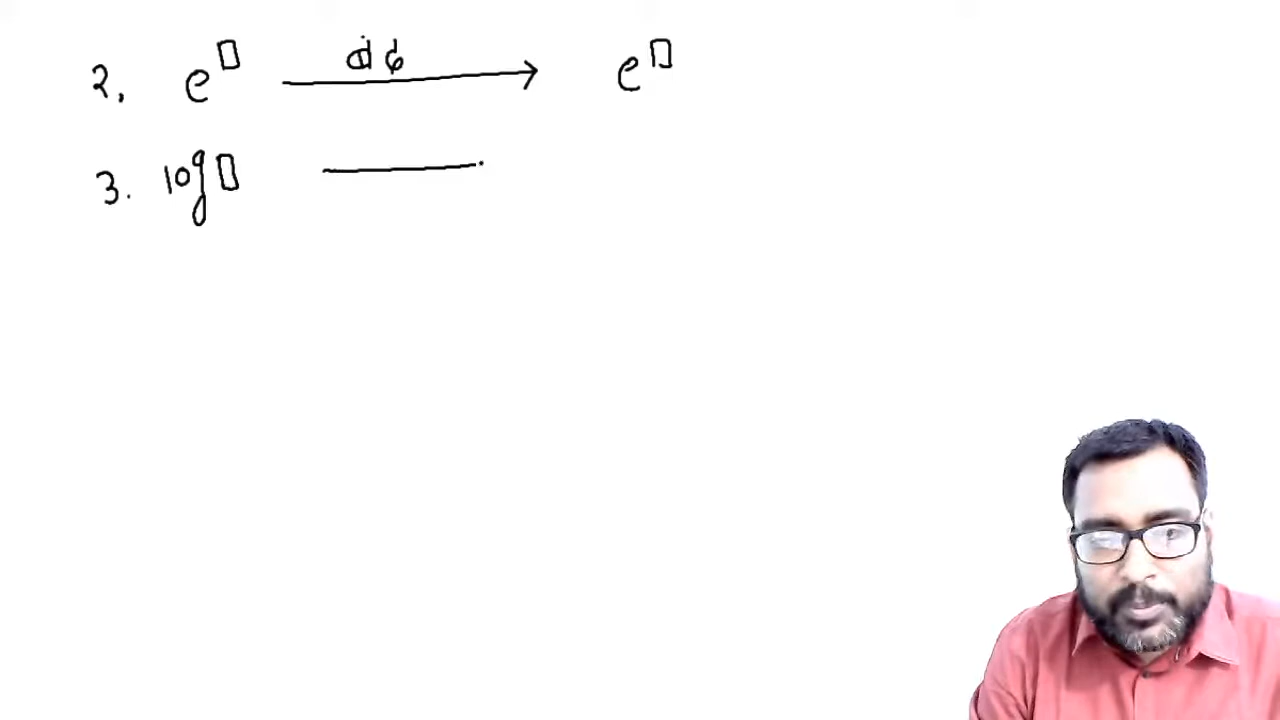 2. e▯ → e▯
3. log▯